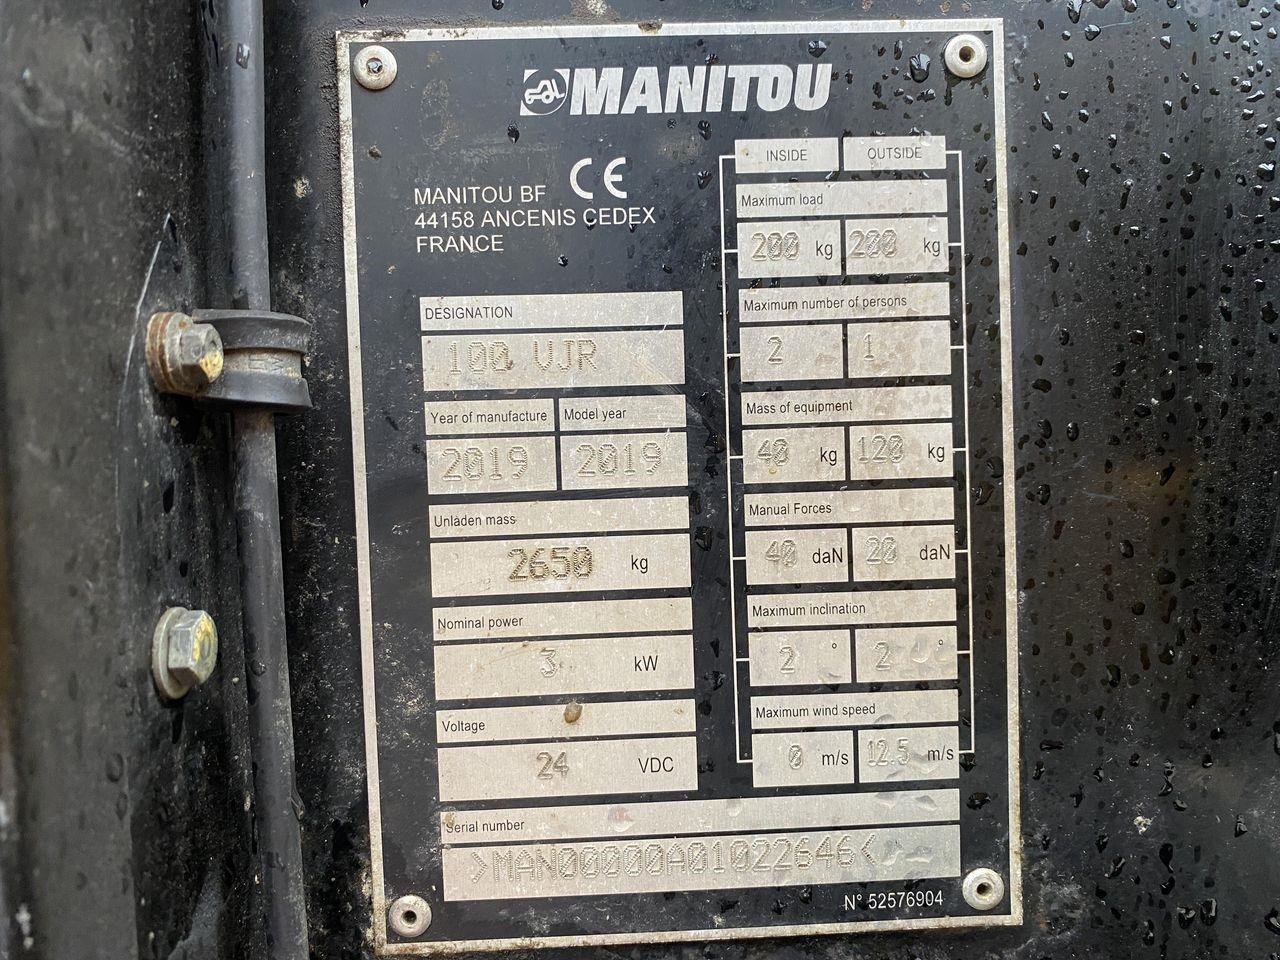 MANITOU
CE
MANITOU BF
44158 ANCENIS CEDEX
FRANCE
DESIGNATION
100 VJR
Year of manufacture Model year
2019 2019
Unladen mass
2650 kg
Nominal power
3 kW
Voltage
24 VDC
INSIDE OUTSIDE
Maximum load
200 kg 200 kg
Maximum number of persons
2 1
Mass of equipment
40 kg 120 kg
Manual Forces
40 daN 20 daN
Maximum inclination
2 ° 2 °
Maximum wind speed
0 m/s 12.5 m/s
Serial number
>MAN00000A01022646<
N° 52576904